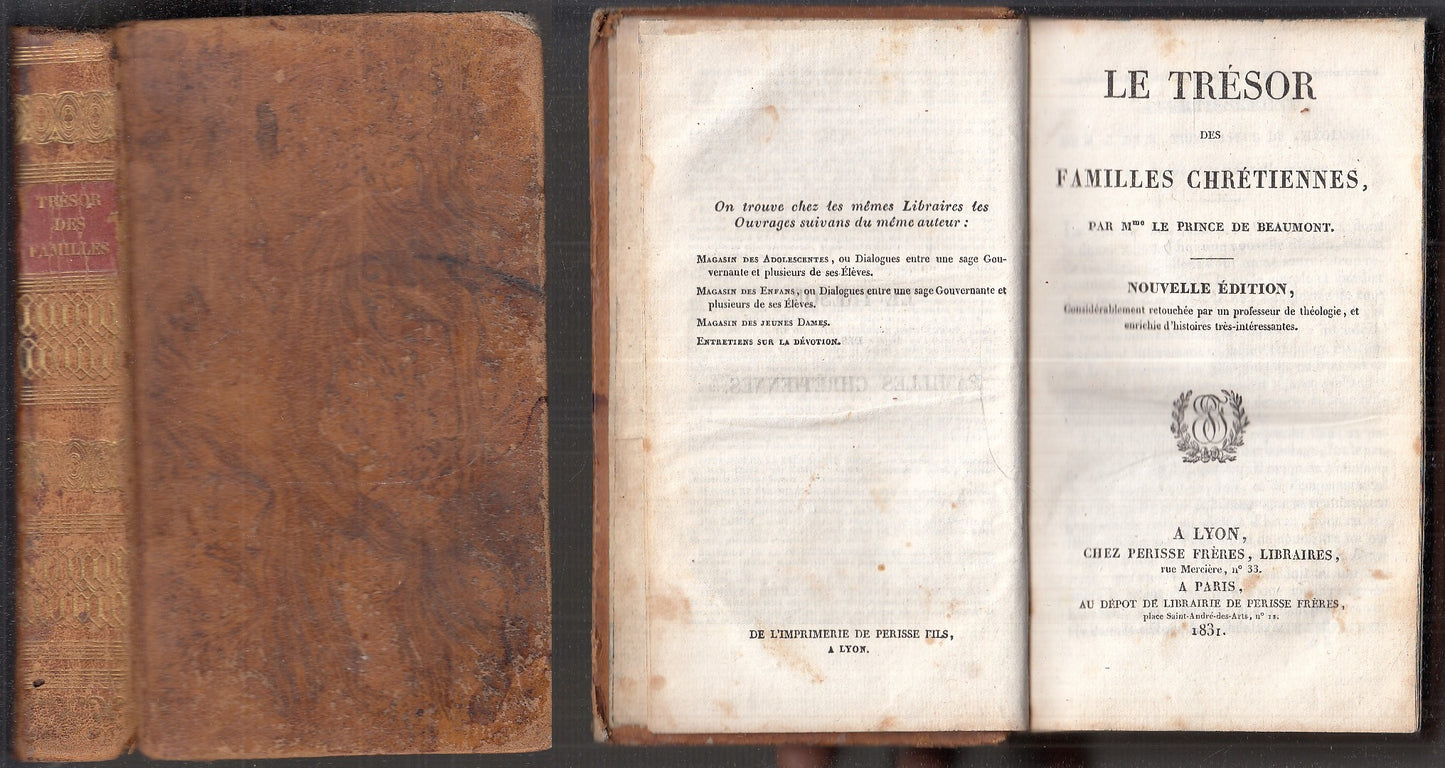 TRÉSOR
DES
FAMILLES
On trouve chez les mêmes Libraires les
Ouvrages suivans du même auteur :
Magasin des Adolescentes, ou Dialogues entre une sage Gou-
vernante et plusieurs de ses Élèves.
Magasin des Enfans, ou Dialogues entre une sage Gouvernante et
plusieurs de ses Élèves.
Magasin des jeunes Dames.
Entretiens sur la dévotion.
DE L'IMPRIMERIE DE PERISSE FILS,
A LYON.
LE TRÉSOR
DES
FAMILLES CHRÉTIENNES,
PAR Mme LE PRINCE DE BEAUMONT.
NOUVELLE ÉDITION,
Considérablement retouchée par un professeur de théologie, et
enrichie d'histoires très-intéressantes.
A LYON,
CHEZ PERISSE FRÈRES, LIBRAIRES,
rue Mercière, n° 33.
A PARIS,
AU DÉPOT DE LIBRAIRIE DE PERISSE FRÈRES,
place Saint-André-des-Arts, n° 11.
1831.